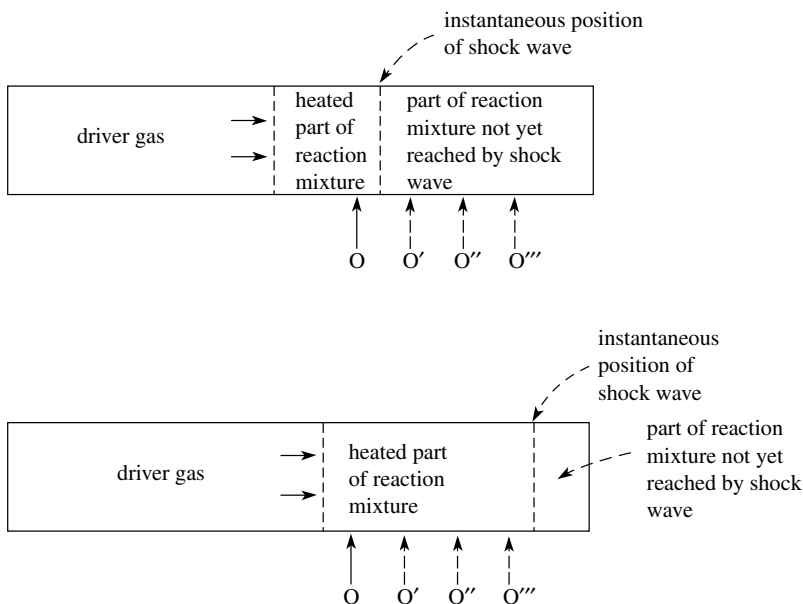 instantaneous position
of shock wave
driver gas
heated
part of
reaction
mixture
part of reaction
mixture not yet
reached by shock
wave
O
O′
O″
O‴
instantaneous
position of
shock wave
driver gas
heated part
of reaction
mixture
part of reaction
mixture not yet
reached by shock
wave
O
O′
O″
O‴